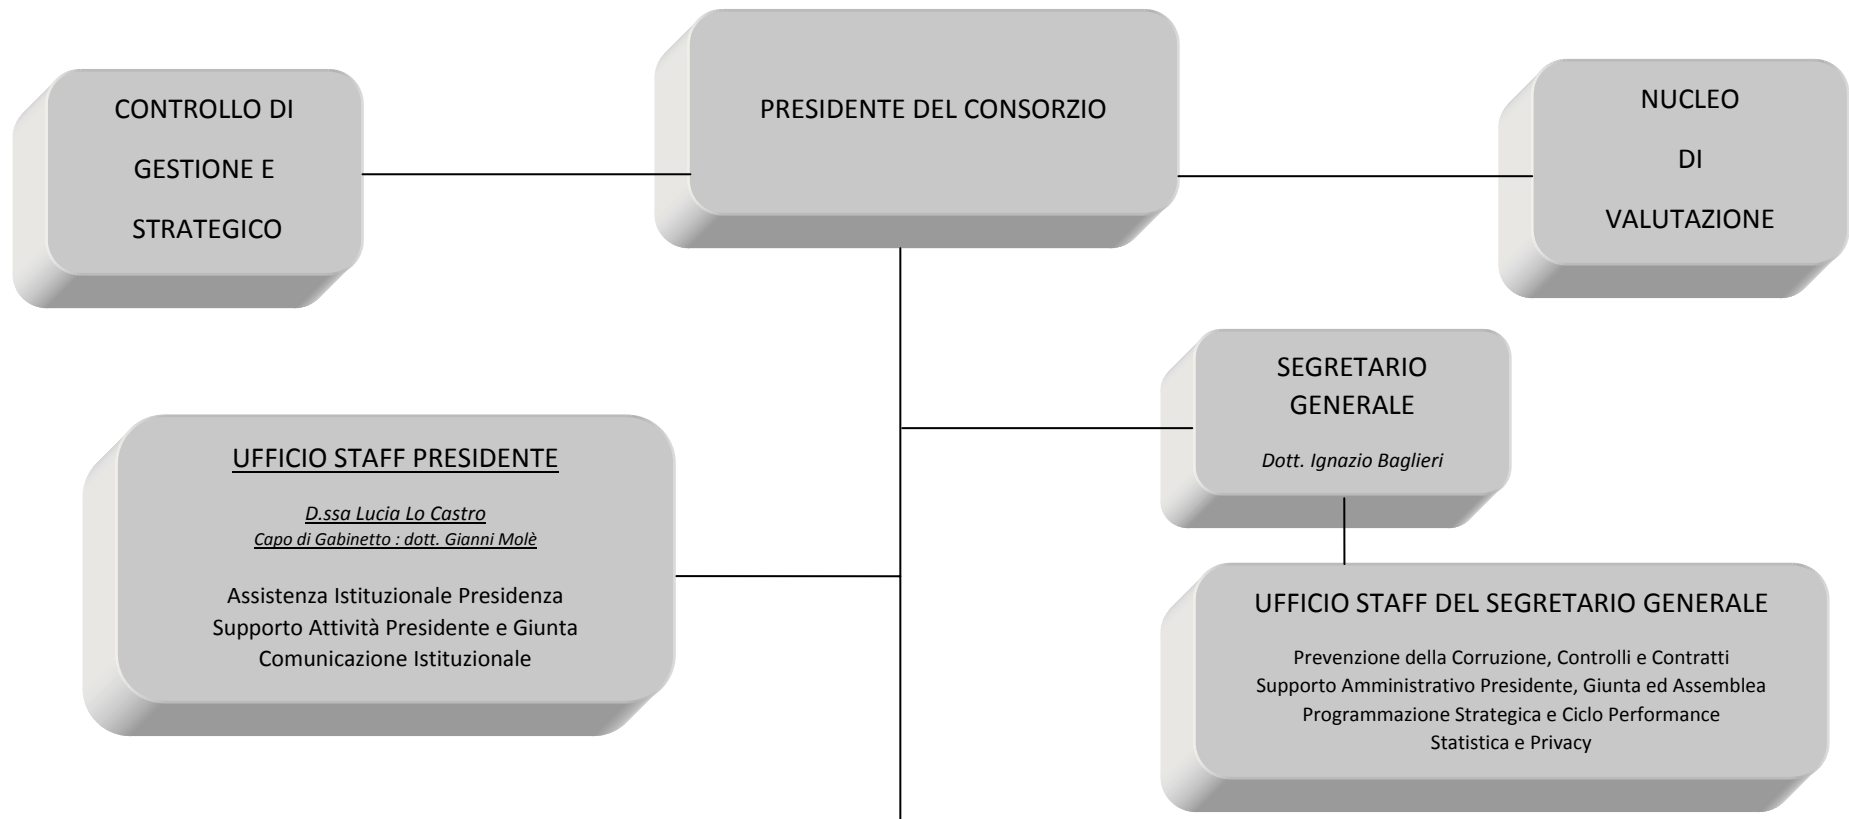 CONTROLLO DI
GESTIONE E
STRATEGICO
PRESIDENTE DEL CONSORZIO
NUCLEO
DI
VALUTAZIONE
SEGRETARIO
GENERALE
Dott. Ignazio Baglieri
UFFICIO STAFF PRESIDENTE
D.ssa Lucia Lo Castro
Capo di Gabinetto : dott. Gianni Molè
Assistenza Istituzionale Presidenza
Supporto Attività Presidente e Giunta
Comunicazione Istituzionale
UFFICIO STAFF DEL SEGRETARIO GENERALE
Prevenzione della Corruzione, Controlli e Contratti
Supporto Amministrativo Presidente, Giunta ed Assemblea
Programmazione Strategica e Ciclo Performance
Statistica e Privacy